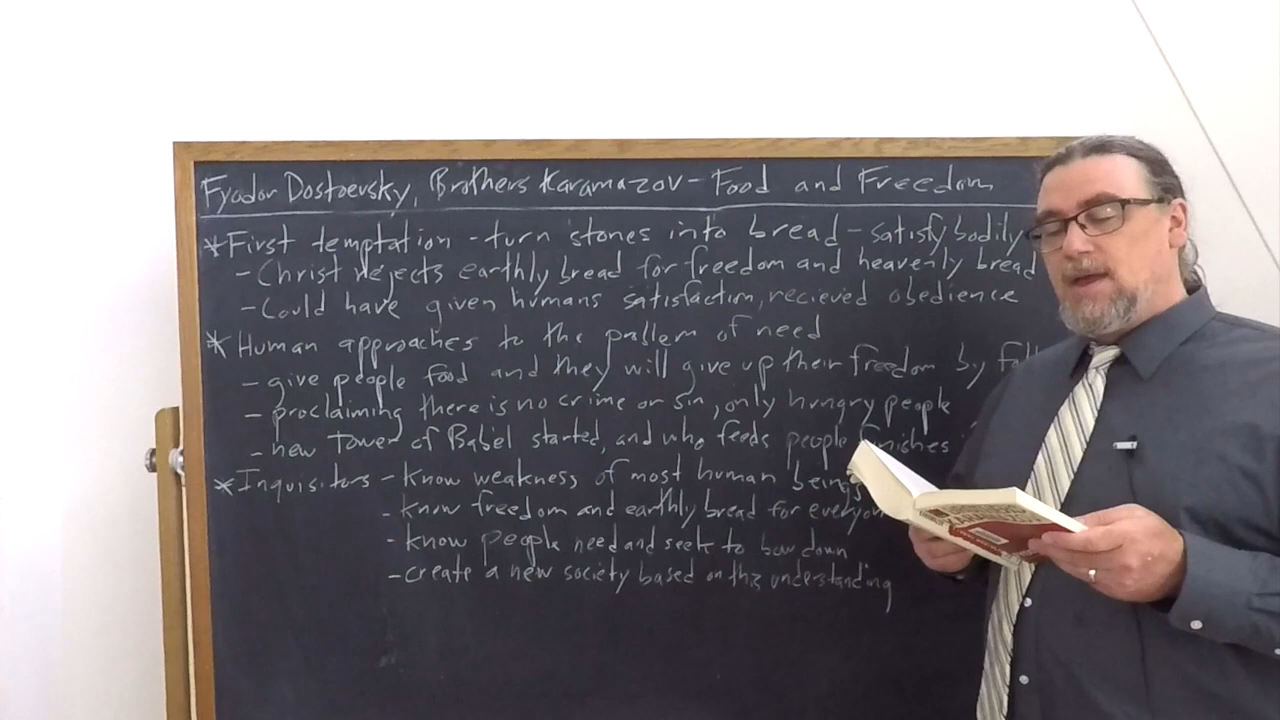 Fyodor Dostoevsky, Brothers Karamazov - Food and Freedom
* First temptation - turn stones into bread - satisfy bodily
- Christ rejects earthly bread for freedom and heavenly bread
- Could have given humans satisfaction, recieved obedience
* Human approaches to the problem of need
- give people food and they will give up their freedom by
- proclaiming there is no crime or sin, only hungry people
- new Tower of Babel started, and who feeds people finishes
* Inquisitors - know weakness of most human beings
- know freedom and earthly bread for everyon
- know people need and seek to bow down
- create a new society based on this understanding